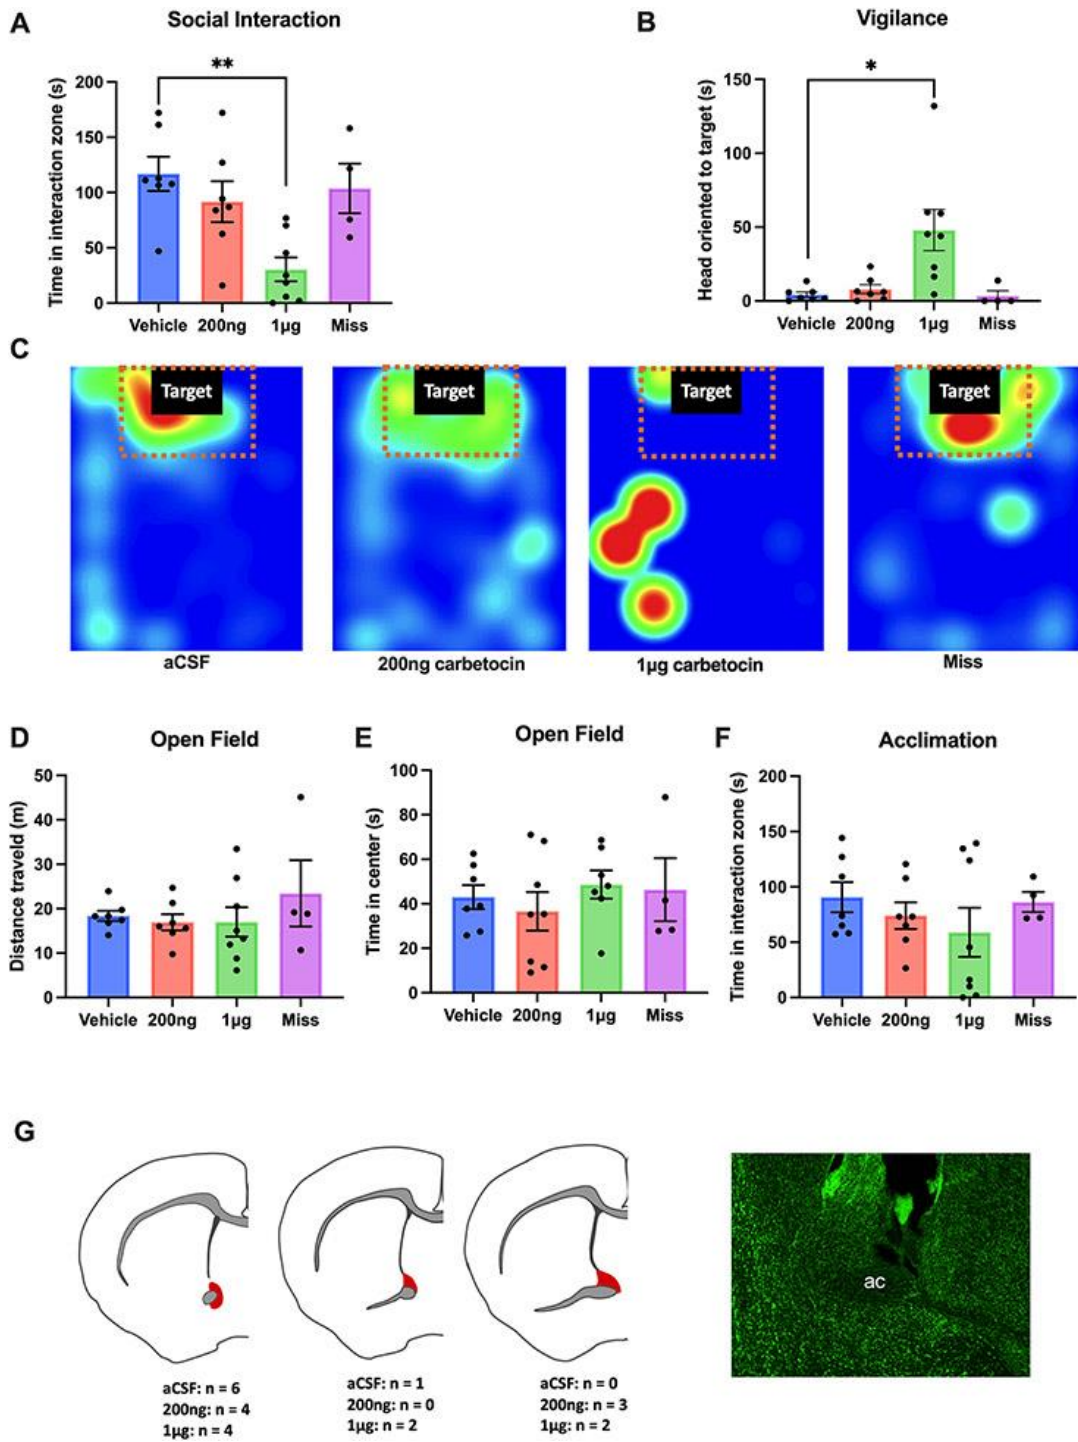 A
Social Interaction
**
Time in interaction zone (s)
200
150
100
50
0
Vehicle
200ng
1µg
Miss
B
Vigilance
*
Head oriented to target (s)
150
100
50
0
Vehicle
200ng
1µg
Miss
C
Target
Target
Target
Target
aCSF
200ng carbetocin
1µg carbetocin
Miss
D
Open Field
Distance traveld (m)
50
40
30
20
10
0
Vehicle
200ng
1µg
Miss
E
Open Field
Time in center (s)
100
80
60
40
20
0
Vehicle
200ng
1µg
Miss
F
Acclimation
Time in interaction zone (s)
200
150
100
50
0
Vehicle
200ng
1µg
Miss
G
aCSF: n = 6
200ng: n = 4
1µg: n = 4
aCSF: n = 1
200ng: n = 0
1µg: n = 2
aCSF: n = 0
200ng: n = 3
1µg: n = 2
ac